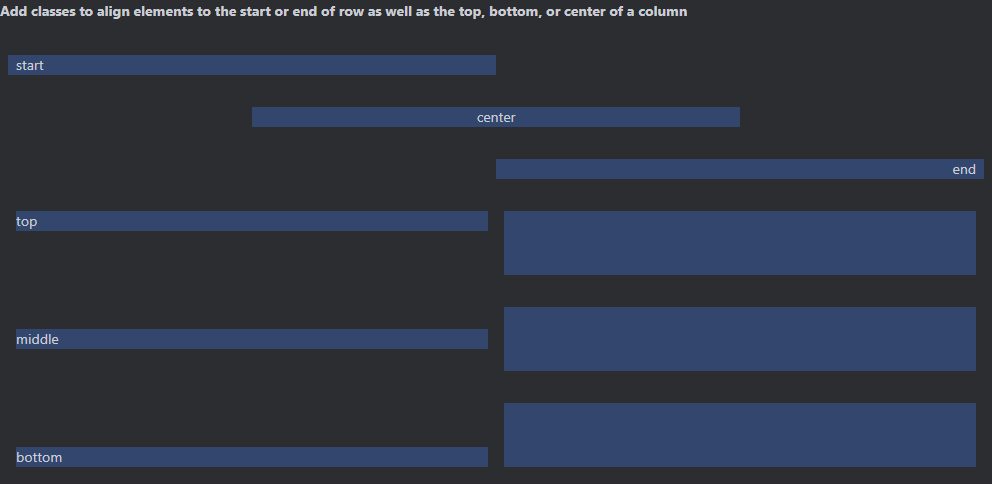 Add classes to align elements to the start or end of row as well as the top, bottom, or center of a column
start
center
end
top
middle
bottom